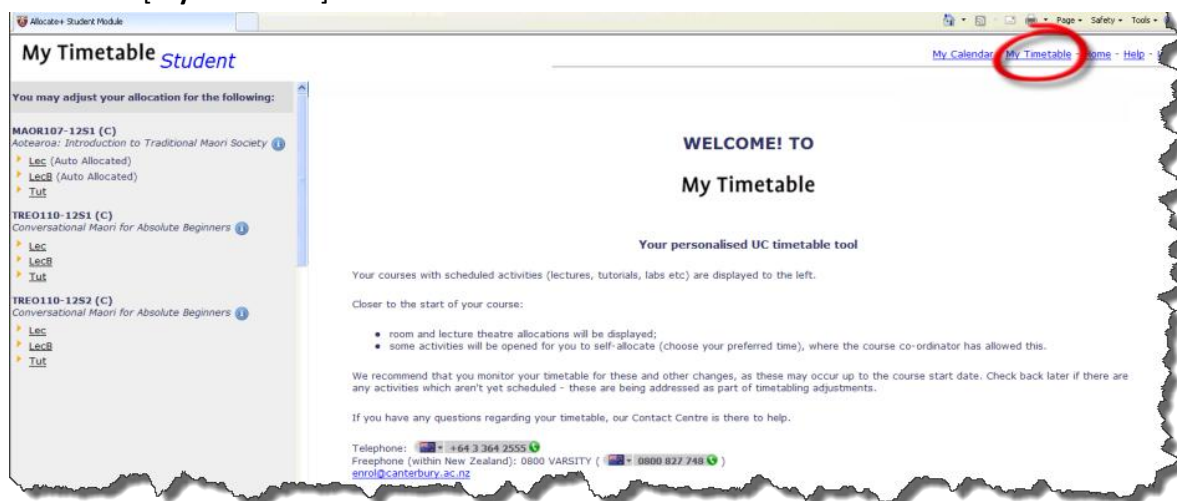 Allocate+ Student Module
Page Safety Tools
My Timetable Student
My Calendar - My Timetable - Home - Help -
You may adjust your allocation for the following:
MAOR107-12S1 (C)
Aotearoa: Introduction to Traditional Maori Society
Lec (Auto Allocated)
LecB (Auto Allocated)
Tut
TREO110-12S1 (C)
Conversational Maori for Absolute Beginners
Lec
LecB
Tut
TREO110-12S2 (C)
Conversational Maori for Absolute Beginners
Lec
LecB
Tut
WELCOME! TO
My Timetable
Your personalised UC timetable tool
Your courses with scheduled activities (lectures, tutorials, labs etc) are displayed to the left.
Closer to the start of your course:
• room and lecture theatre allocations will be displayed;
• some activities will be opened for you to self-allocate (choose your preferred time), where the course co-ordinator has allowed this.
We recommend that you monitor your timetable for these and other changes, as these may occur up to the course start date. Check back later if there are
any activities which aren't yet scheduled - these are being addressed as part of timetabling adjustments.
If you have any questions regarding your timetable, our Contact Centre is there to help.
Telephone: +64 3 364 2555
Freephone (within New Zealand): 0800 VARSITY ( 0800 827 748 )
enrol@canterbury.ac.nz